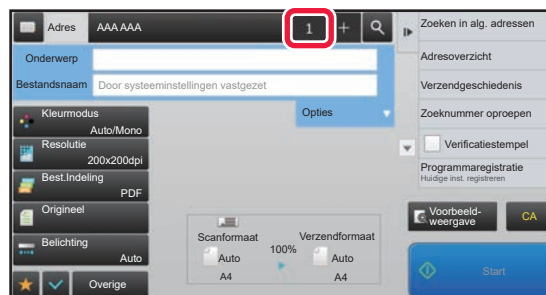 Adres AAA AAA 1 +
Onderwerp
Bestandsnaam Door systeeminstellingen vastgezet
Opties
Kleurmodus
Auto/Mono
Resolutie
200x200dpi
Best.Indeling
PDF
Origineel
Belichting
Auto
Overige
Scanformaat
Auto
A4
100%
Verzendformaat
Auto
A4
Zoeken in alg. adressen
Adresoverzicht
Verzendgeschiedenis
Zoeknummer oproepen
Verificatiestempel
Programmaregistratie
Huidige inst. registreren
Voorbeeld-
weergave
CA
Start